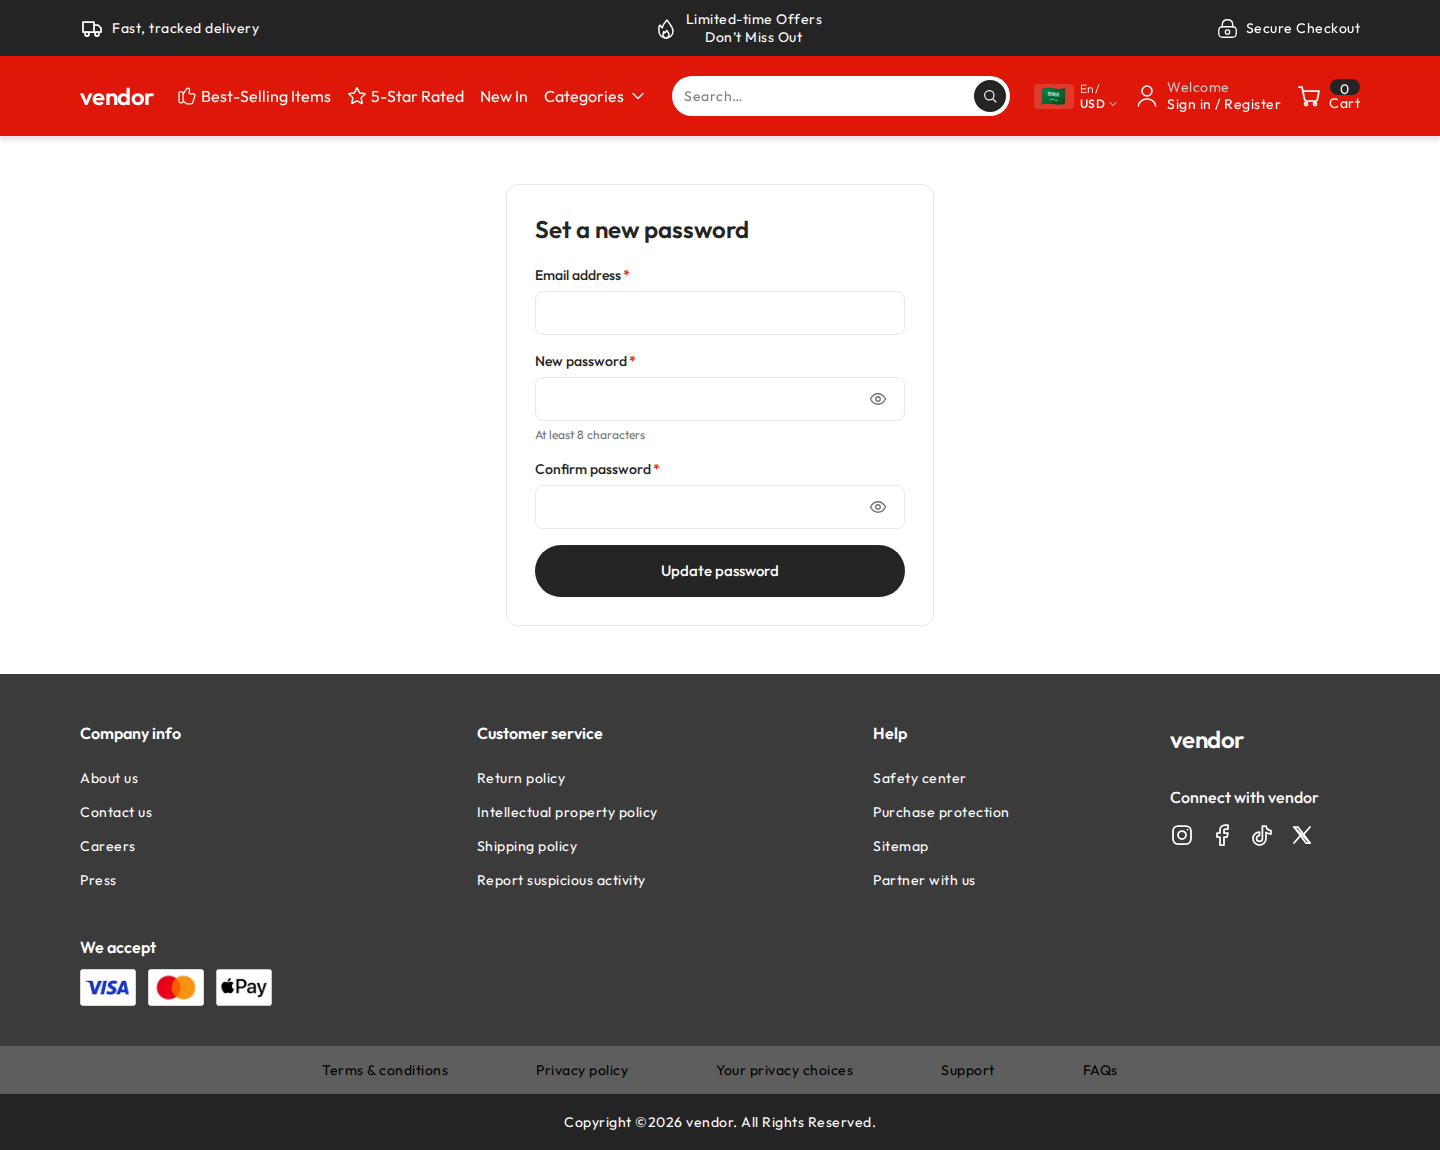 Fast, tracked delivery
Limited-time Offers
Don't Miss Out
Secure Checkout
vendor
Best-Selling Items
5-Star Rated
New In
Categories
Search...
En/
USD
Welcome
Sign in / Register
0
Cart
Set a new password
Email address *
New password *
At least 8 characters
Confirm password *
Update password
Company info
About us
Contact us
Careers
Press
Customer service
Return policy
Intellectual property policy
Shipping policy
Report suspicious activity
Help
Safety center
Purchase protection
Sitemap
Partner with us
vendor
Connect with vendor
We accept
VISA
Pay
Terms & conditions
Privacy policy
Your privacy choices
Support
FAQs
Copyright ©2026 vendor. All Rights Reserved.